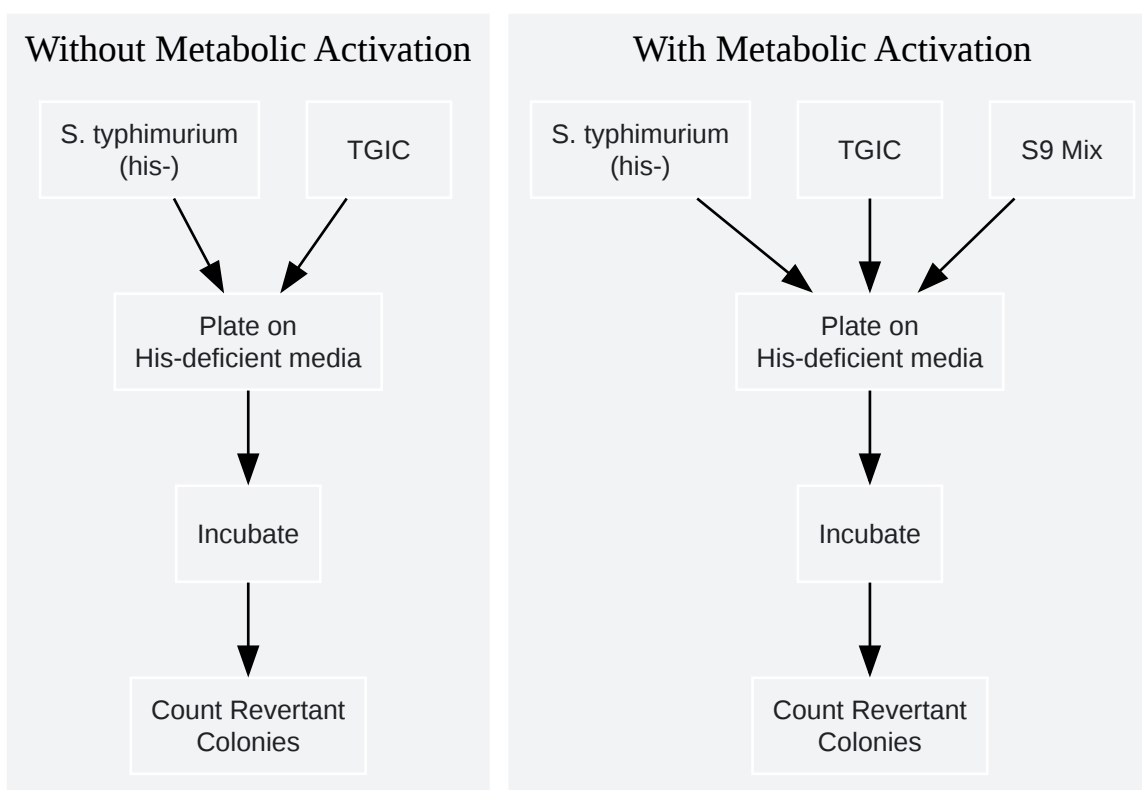 Without Metabolic Activation
S. typhimurium
(his-)
TGIC
Plate on
His-deficient media
Incubate
Count Revertant
Colonies
With Metabolic Activation
S. typhimurium
(his-)
TGIC
S9 Mix
Plate on
His-deficient media
Incubate
Count Revertant
Colonies